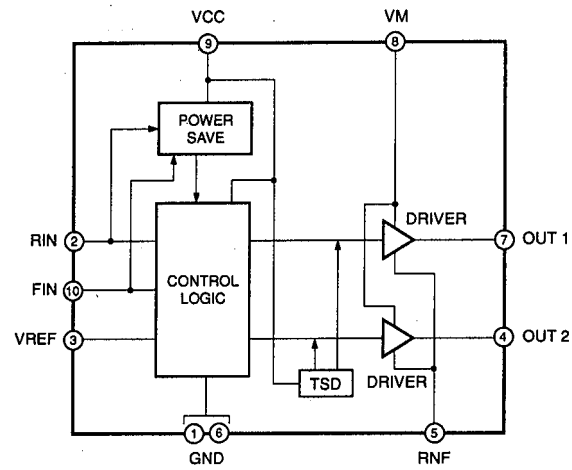 VCC
VM
9
8
POWER
SAVE
DRIVER
RIN 2
7 OUT 1
CONTROL
LOGIC
FIN 10
VREF 3
4 OUT 2
TSD
DRIVER
1 6
5
GND
RNF